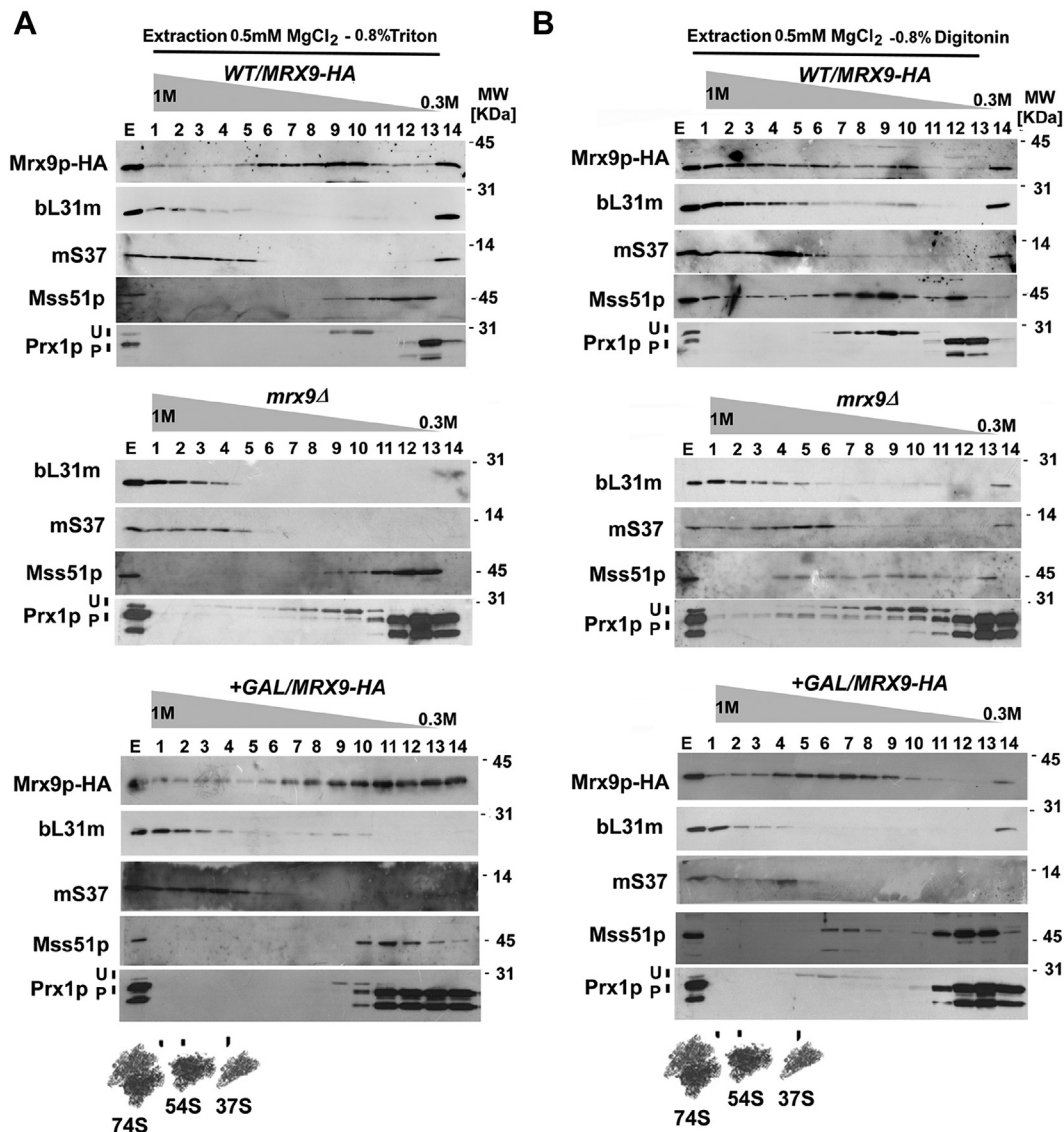 A
Extraction 0.5mM MgCl2 - 0.8%Triton
WT/MRX9-HA
1M
0.3M
MW
[KDa]
E 1 2 3 4 5 6 7 8 9 10 11 12 13 14
Mrx9p-HA
- 45
bL31m
- 31
mS37
- 14
Mss51p
- 45
U
- 31
Prx1p P
mrx9Δ
1M
0.3M
E 1 2 3 4 5 6 7 8 9 10 11 12 13 14
bL31m
- 31
mS37
- 14
Mss51p
- 45
U
- 31
Prx1p P
+GAL/MRX9-HA
1M
0.3M
E 1 2 3 4 5 6 7 8 9 10 11 12 13 14
Mrx9p-HA
- 45
bL31m
- 31
mS37
- 14
Mss51p
- 45
U
- 31
Prx1p P
74S
54S
37S
B
Extraction 0.5mM MgCl2 -0.8% Digitonin
WT/MRX9-HA
1M
0.3M
MW
[KDa]
E 1 2 3 4 5 6 7 8 9 10 11 12 13 14
Mrx9p-HA
- 45
bL31m
- 31
mS37
- 14
Mss51p
- 45
U
- 31
Prx1p P
mrx9Δ
1M
0.3M
E 1 2 3 4 5 6 7 8 9 10 11 12 13 14
bL31m
- 31
mS37
- 14
Mss51p
- 45
U
- 31
Prx1p P
+GAL/MRX9-HA
1M
0.3M
E 1 2 3 4 5 6 7 8 9 10 11 12 13 14
Mrx9p-HA
- 45
bL31m
- 31
mS37
- 14
Mss51p
- 45
U
- 31
Prx1p P
74S
54S
37S